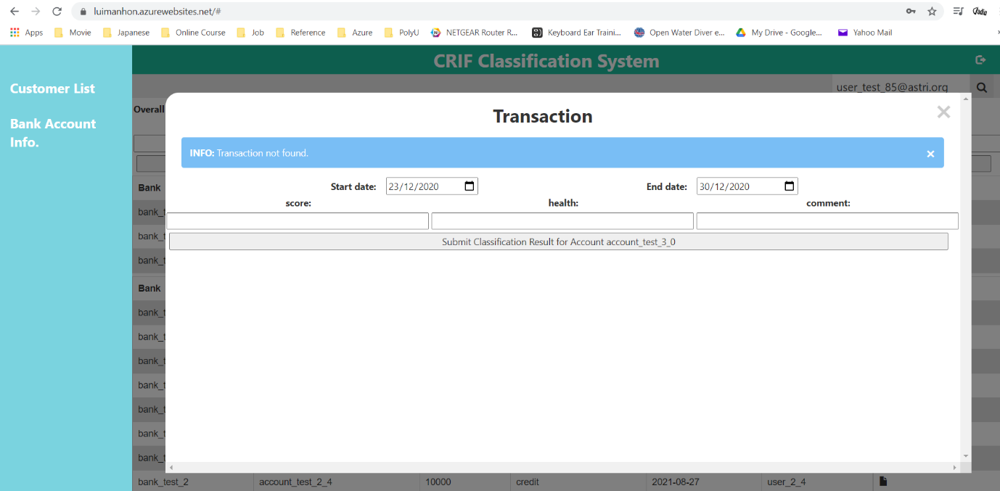 luimanhon.azurewebsites.net/#
Apps Movie Japanese Online Course Job Reference Azure PolyU NETGEAR Router R... Keyboard Ear Traini... Open Water Diver e... My Drive - Google... Yahoo Mail
CRIF Classification System
Customer List
user_test_85@astri.org
Bank Account
Info.
Overall
Transaction
INFO: Transaction not found.
Start date: 23/12/2020 End date: 30/12/2020
score: health: comment:
Submit Classification Result for Account account_test_3_0
Bank
bank_t
bank_t
bank_t
Bank
bank_t
bank_t
bank_t
bank_t
bank_t
bank_t
bank_t
bank_test_2 account_test_2_4 10000 credit 2021-08-27 user_2_4